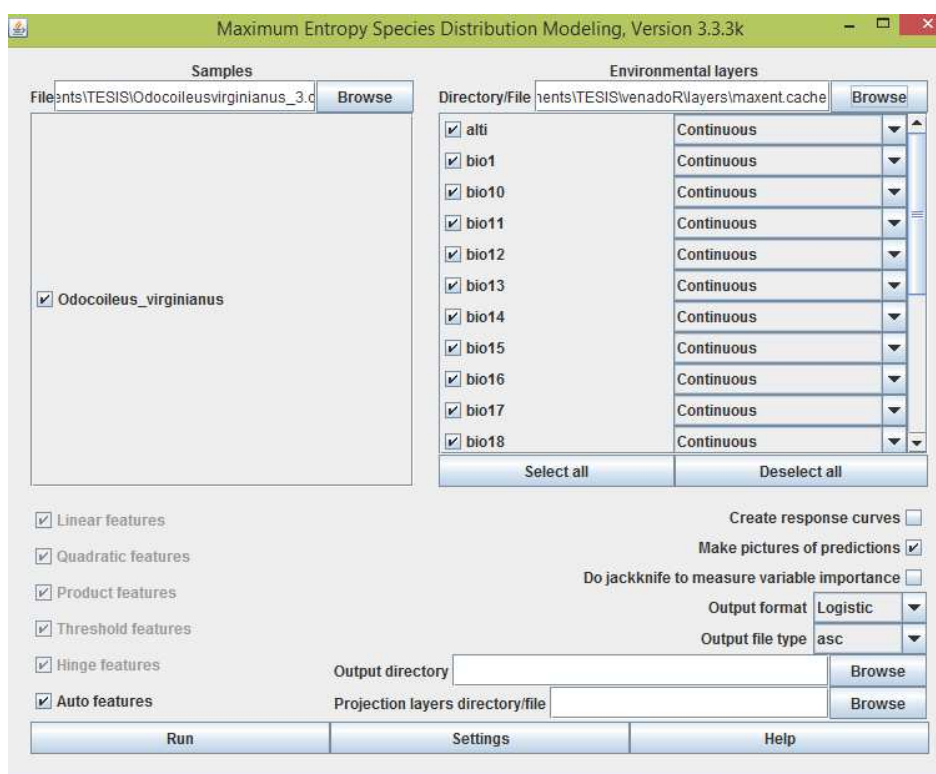 Maximum Entropy Species Distribution Modeling, Version 3.3.3k
Samples
File ents\TESIS\Odocoileusvirginianus_3.c Browse
Odocoileus_virginianus
Environmental layers
Directory/File nents\TESIS\venadoR\layers\maxent.cache Browse
alti Continuous
bio1 Continuous
bio10 Continuous
bio11 Continuous
bio12 Continuous
bio13 Continuous
bio14 Continuous
bio15 Continuous
bio16 Continuous
bio17 Continuous
bio18 Continuous
Select all Deselect all
Linear features
Quadratic features
Product features
Threshold features
Hinge features
Auto features
Create response curves
Make pictures of predictions
Do jackknife to measure variable importance
Output format Logistic
Output file type asc
Output directory Browse
Projection layers directory/file Browse
Run Settings Help